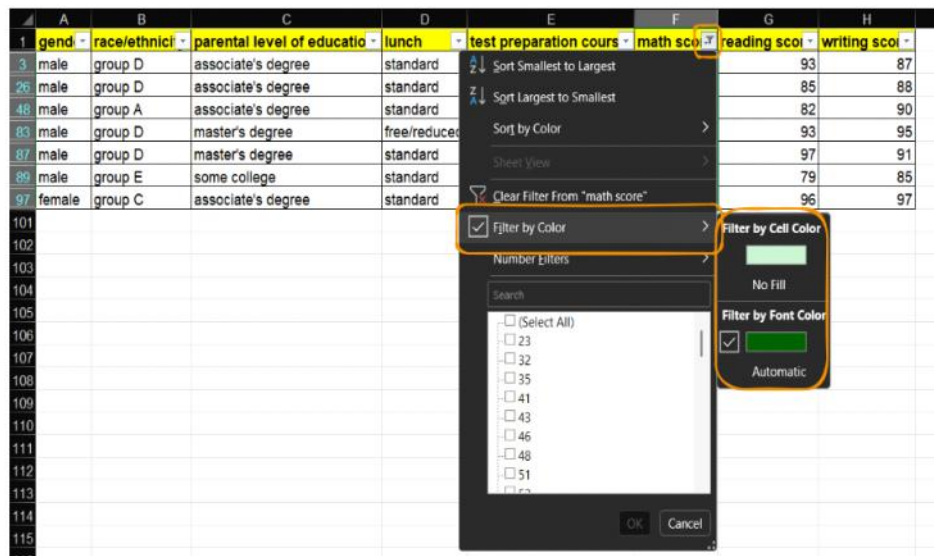 A B C D E F G H
1 gend race/ethnici parental level of educatio lunch test preparation cours math sco reading scor writing scor
3 male group D associate's degree standard 93 87
26 male group D associate's degree standard 85 88
48 male group A associate's degree standard 82 90
83 male group D master's degree free/reduced 93 95
87 male group D master's degree standard 97 91
89 male group E some college standard 79 85
97 female group C associate's degree standard 96 97
101
102
103
104
105
106
107
108
109
110
111
112
113
114
115
Sort Smallest to Largest
Sort Largest to Smallest
Sort by Color
Sheet View
Clear Filter From "math score"
Filter by Color
Number Filters
Search
(Select All)
23
32
35
41
43
46
48
51
Filter by Cell Color
No Fill
Filter by Font Color
Automatic
OK Cancel